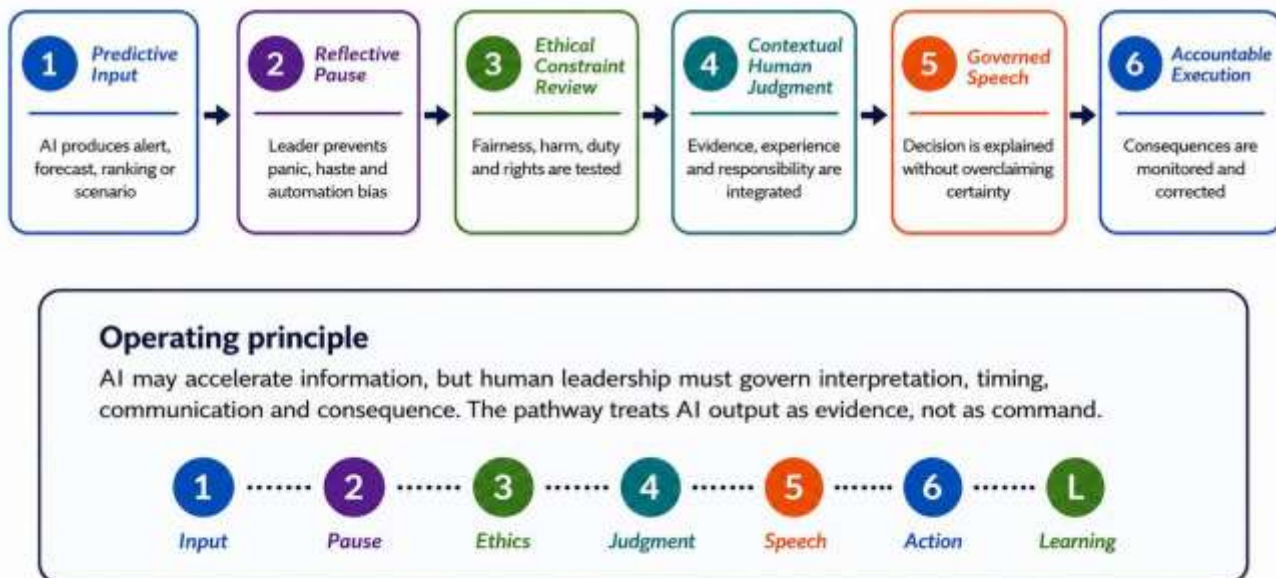 1
Predictive
Input
AI produces alert,
forecast, ranking or
scenario
2
Reflective
Pause
Leader prevents
panic, haste and
automation bias
3
Ethical
Constraint
Review
Fairness, harm, duty
and rights are tested
4
Contextual
Human
Judgment
Evidence, experience
and responsibility are
integrated
5
Governed
Speech
Decision is explained
without overclaiming
certainty
6
Accountable
Execution
Consequences are
monitored and
corrected
Operating principle
AI may accelerate information, but human leadership must govern interpretation, timing,
communication and consequence. The pathway treats AI output as evidence, not as command.
1 2 3 4 5 6 L
Input Pause Ethics Judgment Speech Action Learning